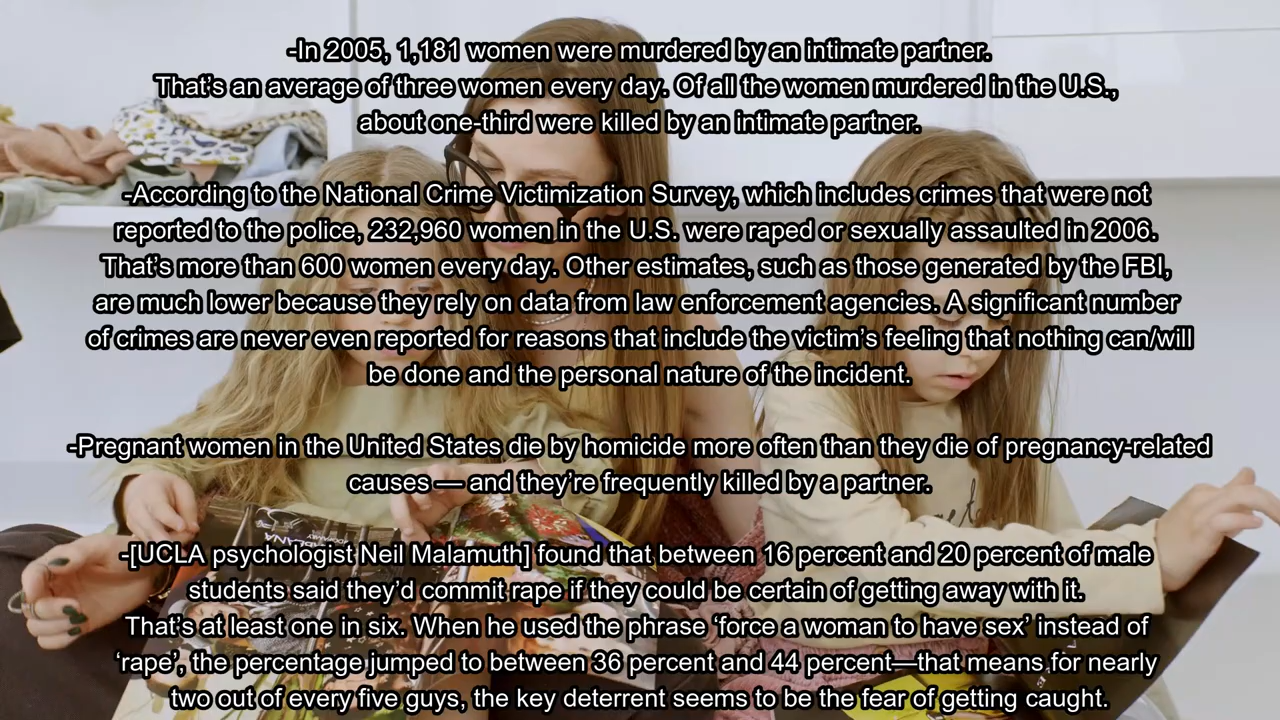 -In 2005, 1,181 women were murdered by an intimate partner.
That's an average of three women every day. Of all the women murdered in the U.S.,
about one-third were killed by an intimate partner.
-According to the National Crime Victimization Survey, which includes crimes that were not
reported to the police, 232,960 women in the U.S. were raped or sexually assaulted in 2006.
That's more than 600 women every day. Other estimates, such as those generated by the FBI,
are much lower because they rely on data from law enforcement agencies. A significant number
of crimes are never even reported for reasons that include the victim's feeling that nothing can/will
be done and the personal nature of the incident.
-Pregnant women in the United States die by homicide more often than they die of pregnancy-related
causes — and they're frequently killed by a partner.
-[UCLA psychologist Neil Malamuth] found that between 16 percent and 20 percent of male
students said they'd commit rape if they could be certain of getting away with it.
That's at least one in six. When he used the phrase ‘force a woman to have sex’ instead of
‘rape’, the percentage jumped to between 36 percent and 44 percent—that means for nearly
two out of every five guys, the key deterrent seems to be the fear of getting caught.